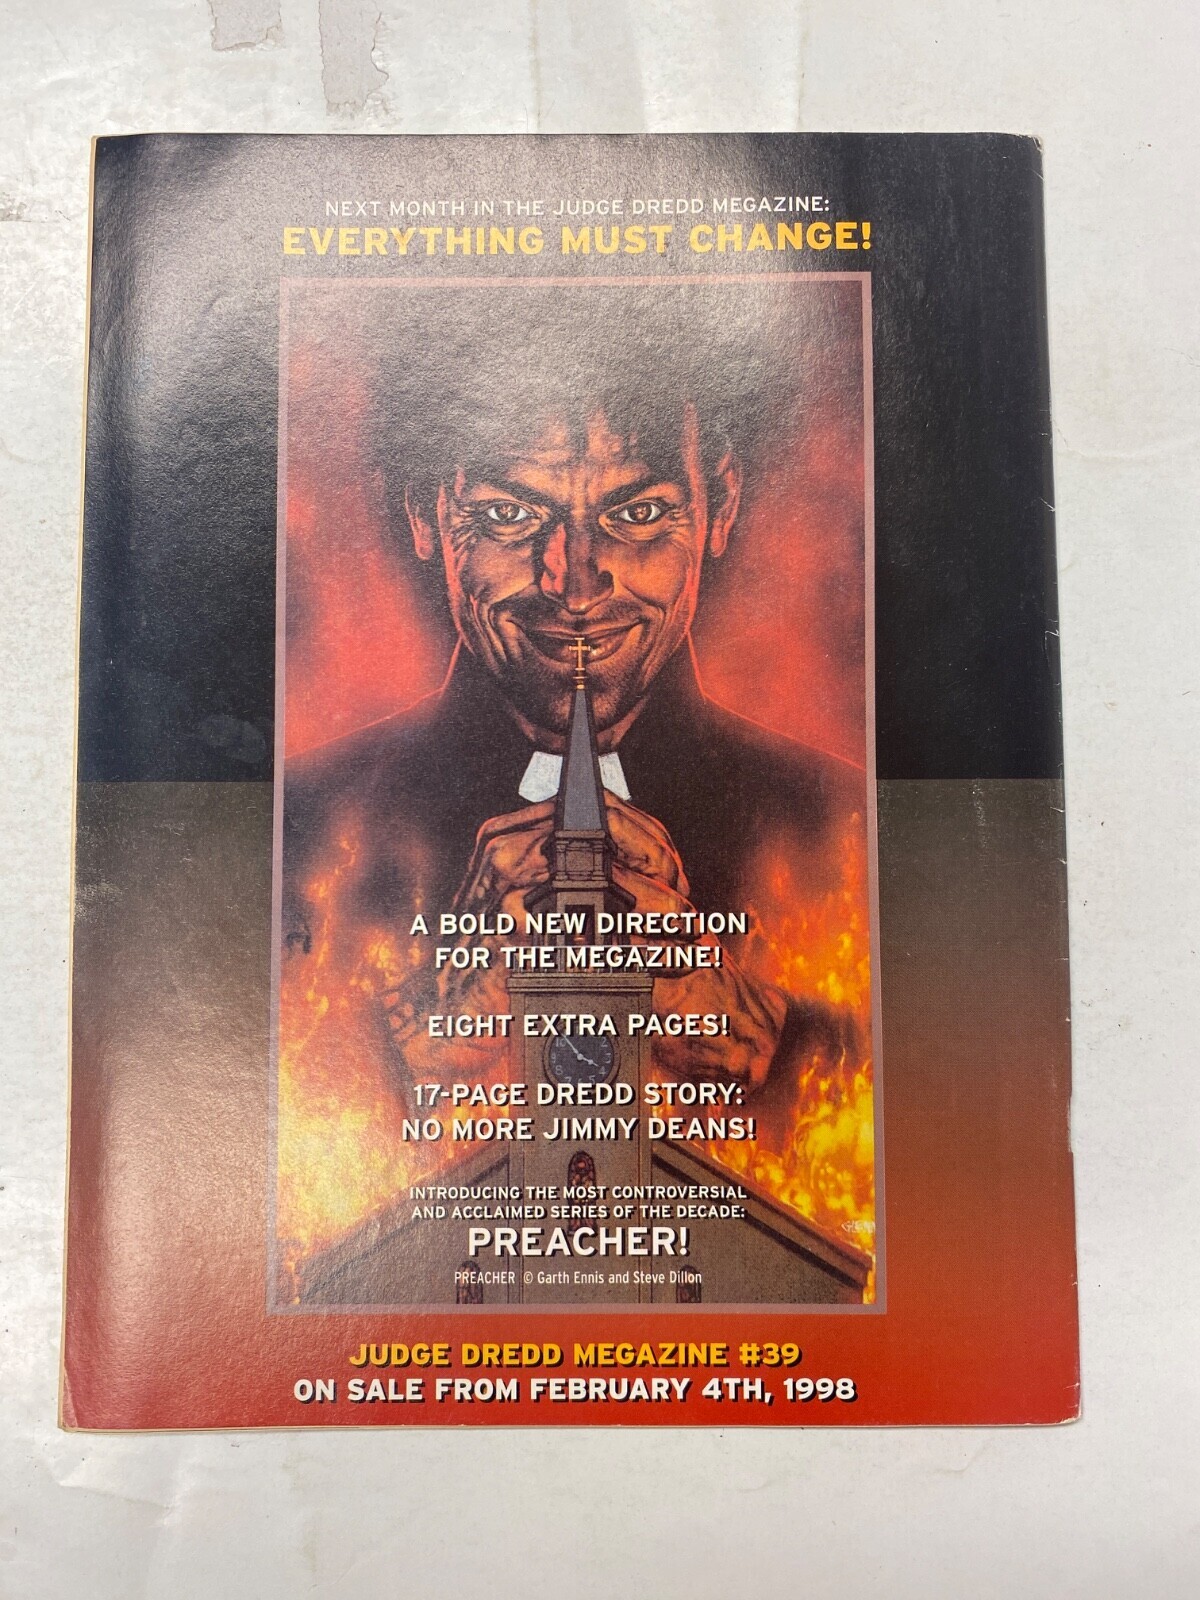 NEXT MONTH IN THE JUDGE DREDD MEGAZINE:
EVERYTHING MUST CHANGE!
A BOLD NEW DIRECTION
FOR THE MEGAZINE!
EIGHT EXTRA PAGES!
17-PAGE DREDD STORY:
NO MORE JIMMY DEANS!
INTRODUCING THE MOST CONTROVERSIAL
AND ACCLAIMED SERIES OF THE DECADE:
PREACHER!
PREACHER © Garth Ennis and Steve Dillon
JUDGE DREDD MEGAZINE #39
ON SALE FROM FEBRUARY 4TH, 1998